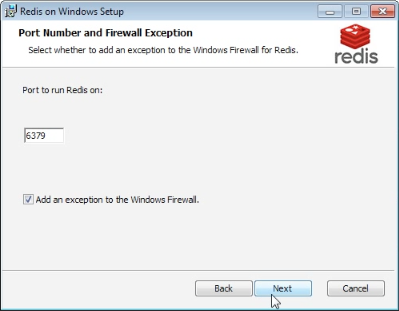 Redis on Windows Setup
Port Number and Firewall Exception
Select whether to add an exception to the Windows Firewall for Redis.
redis
Port to run Redis on:
6379
Add an exception to the Windows Firewall.
Back Next Cancel